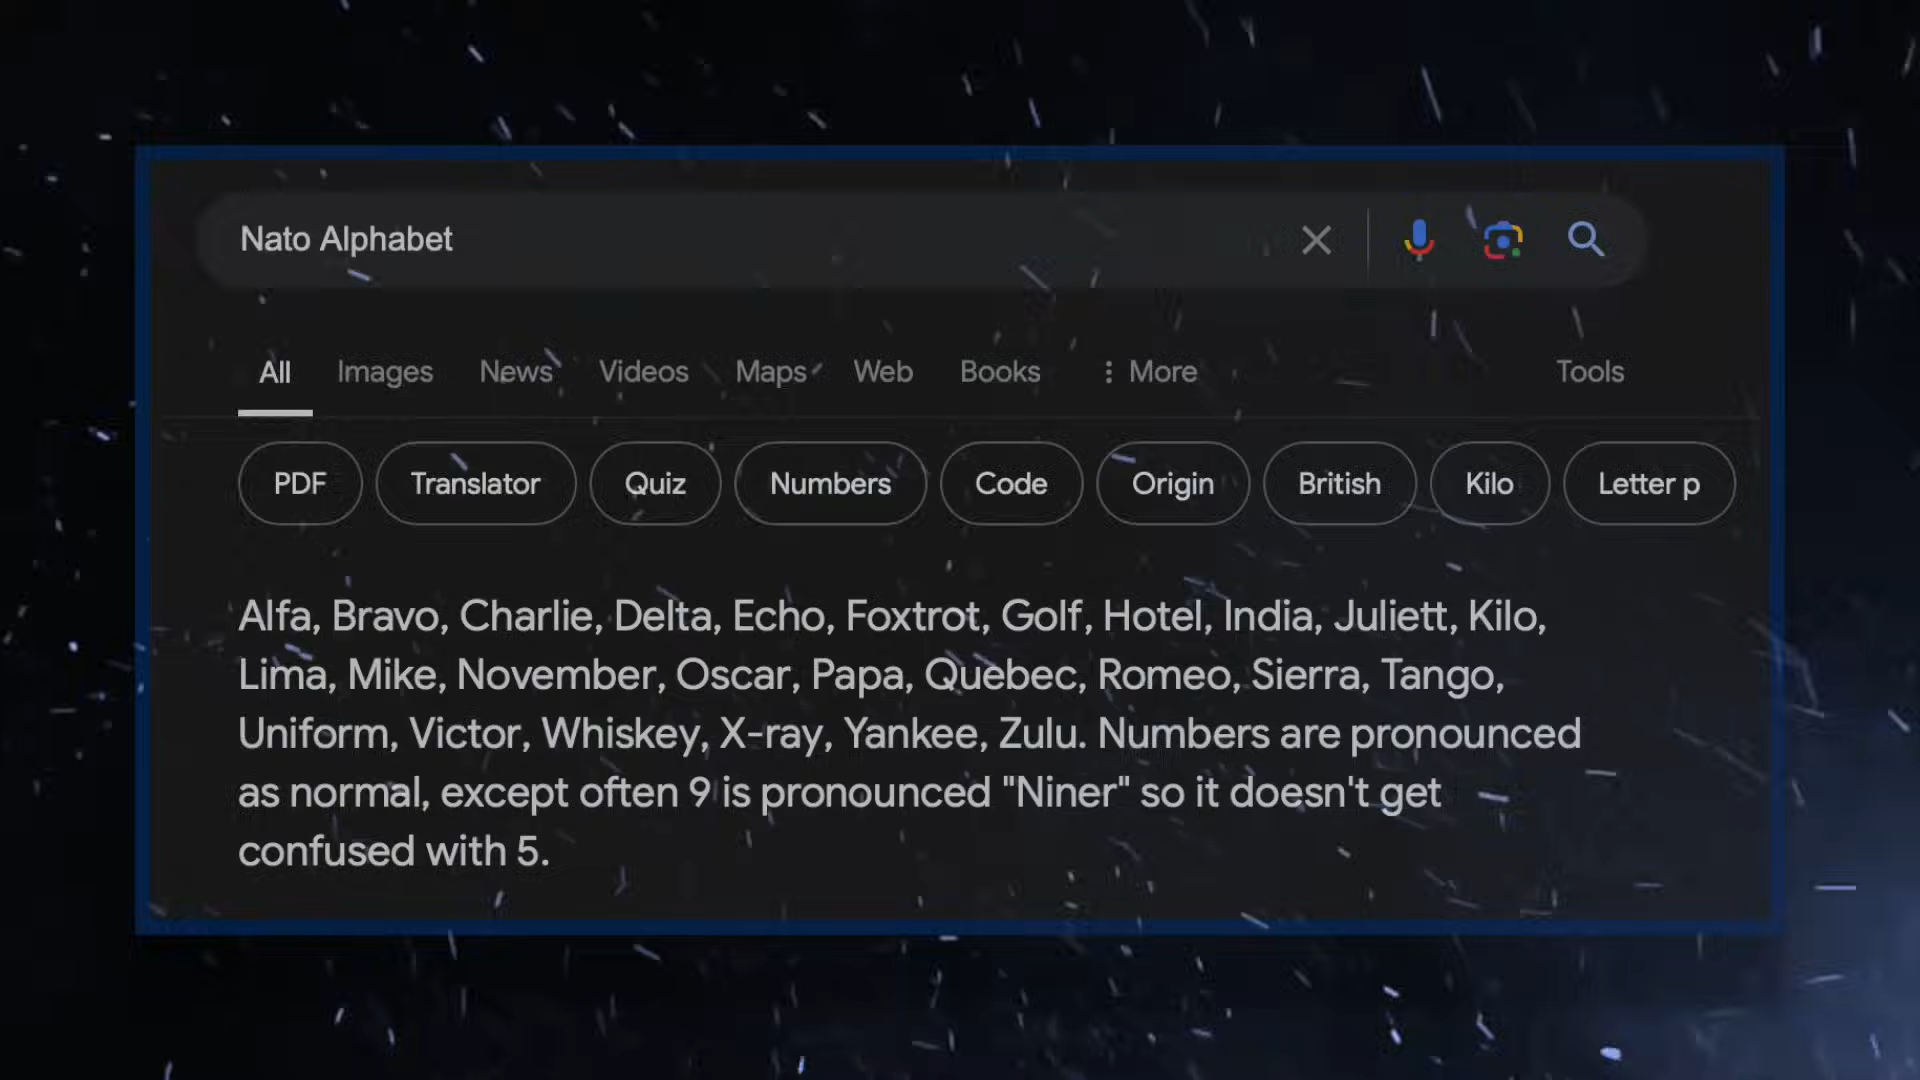 Nato Alphabet
All Images News Videos Maps Web Books More Tools
PDF Translator Quiz Numbers Code Origin British Kilo Letter p
Alfa, Bravo, Charlie, Delta, Echo, Foxtrot, Golf, Hotel, India, Juliett, Kilo,
Lima, Mike, November, Oscar, Papa, Quebec, Romeo, Sierra, Tango,
Uniform, Victor, Whiskey, X-ray, Yankee, Zulu. Numbers are pronounced
as normal, except often 9 is pronounced "Niner" so it doesn't get
confused with 5.